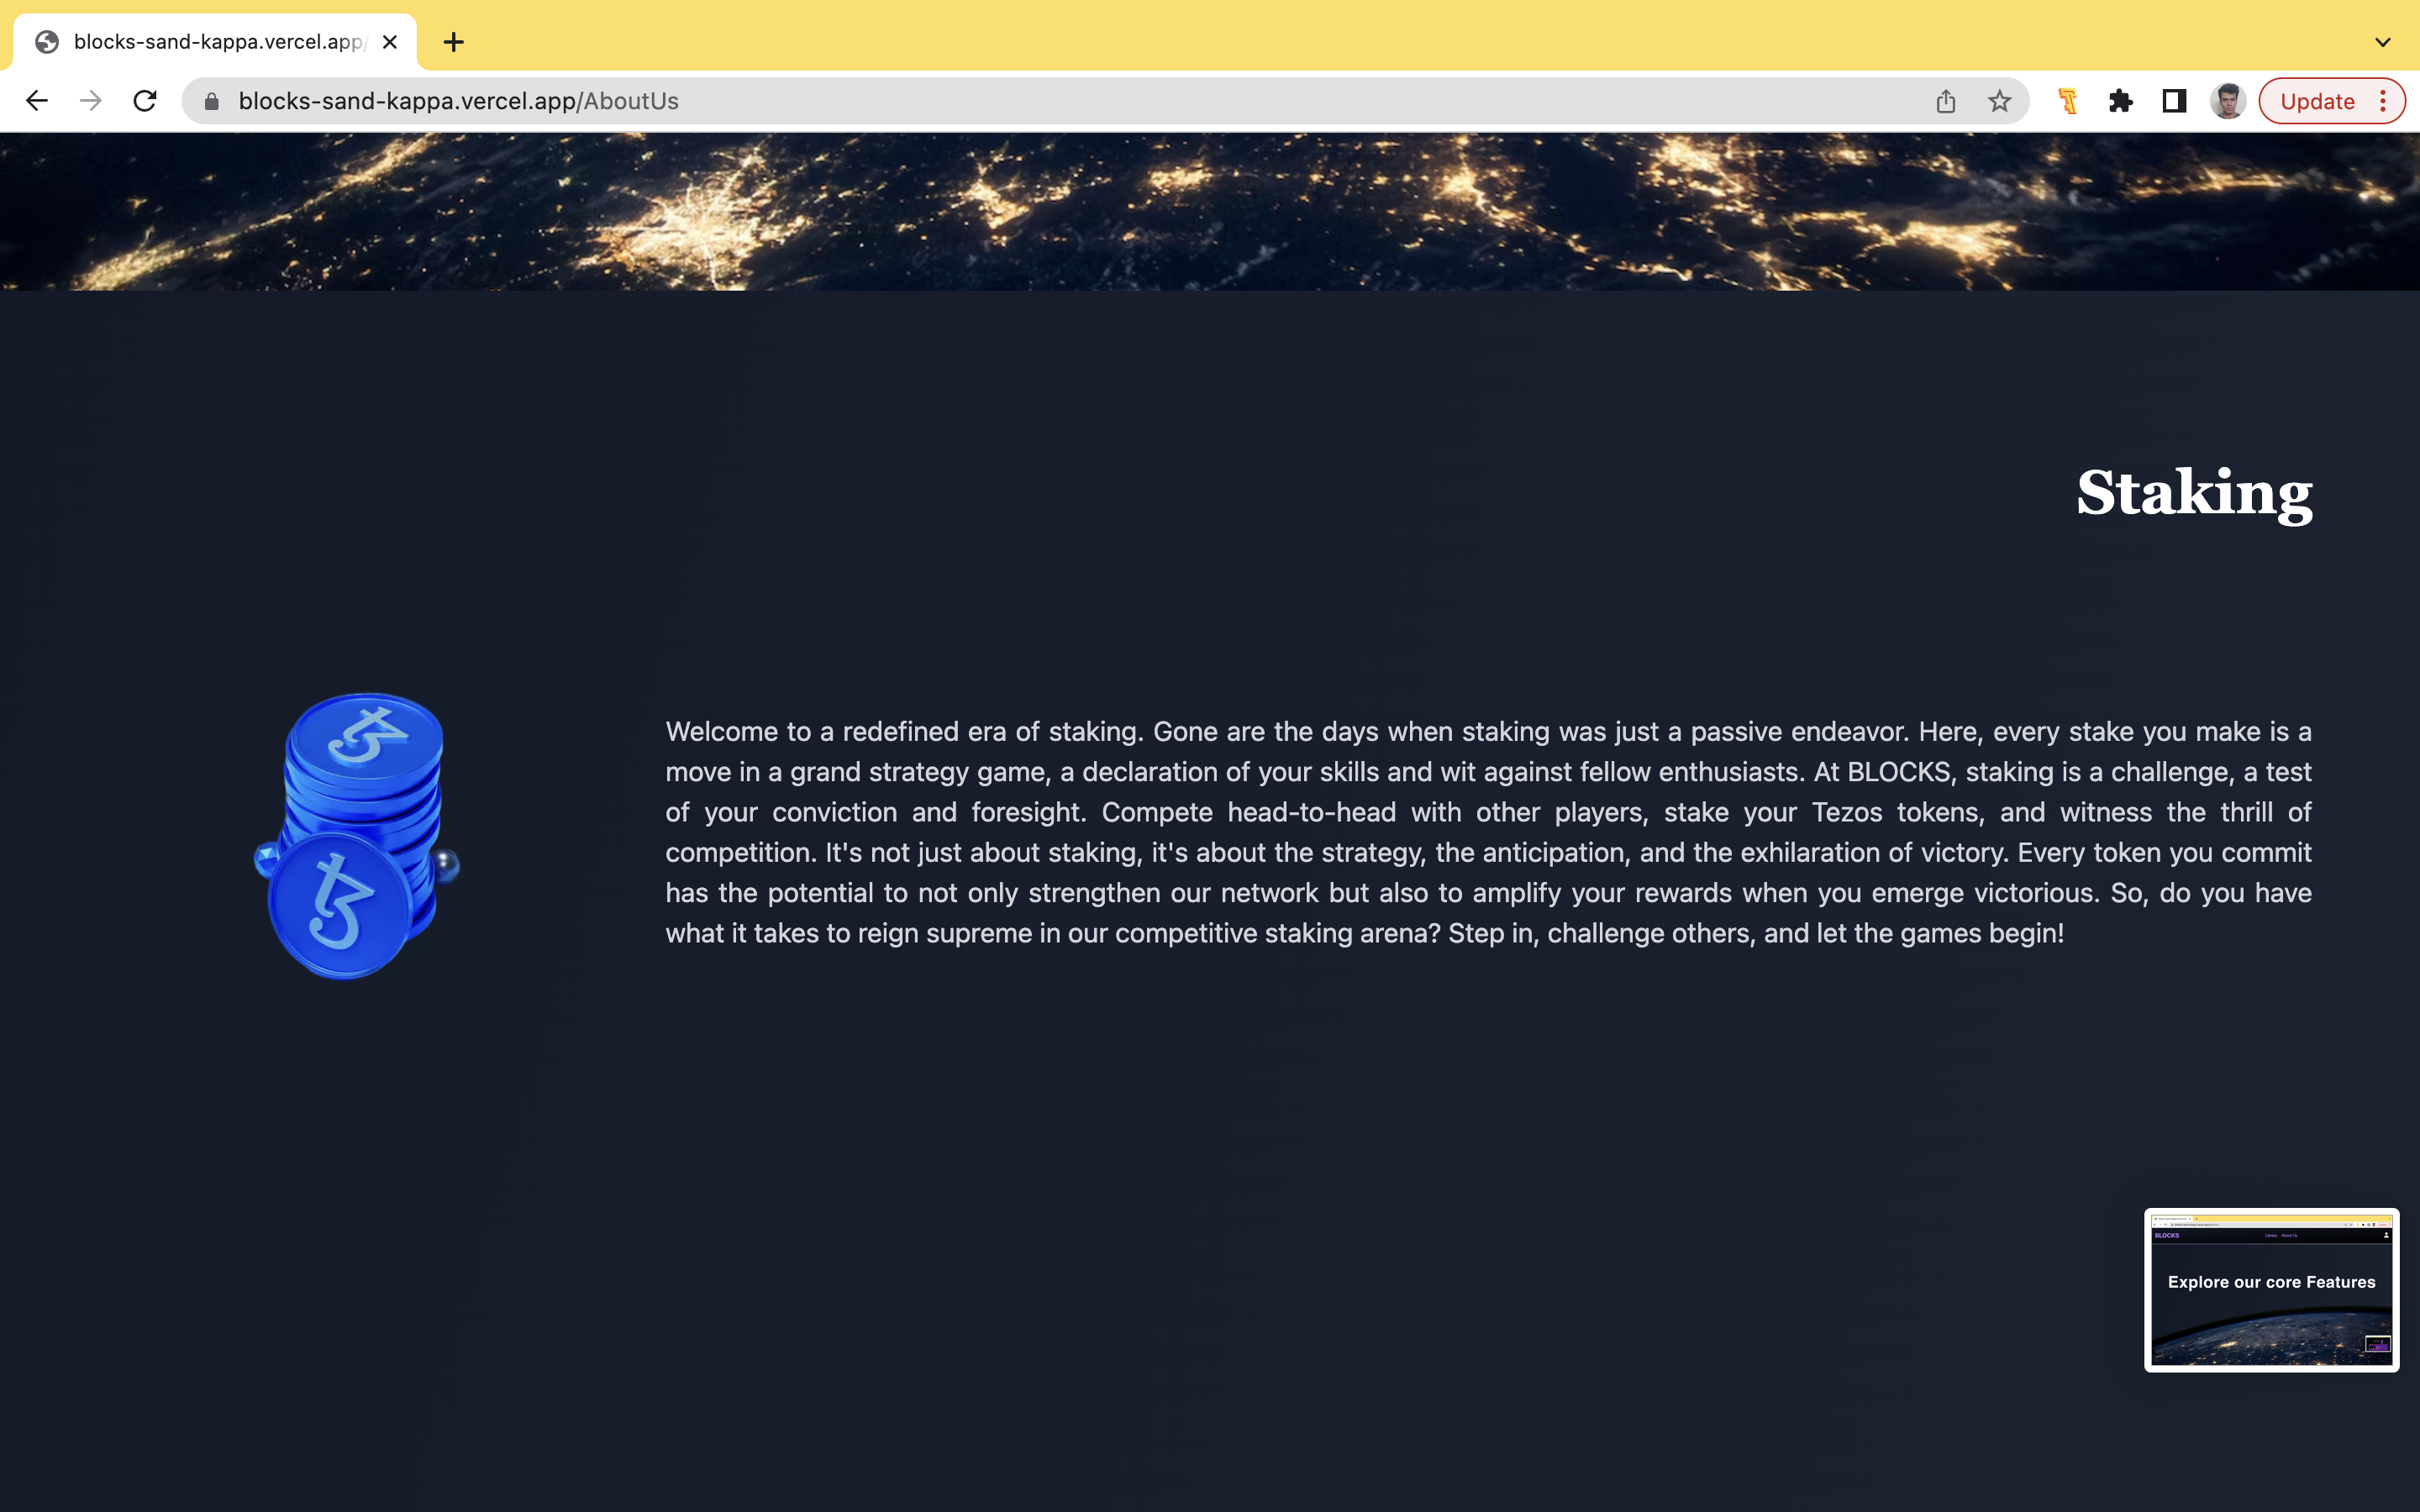 blocks-sand-kappa.vercel.app/
blocks-sand-kappa.vercel.app/AboutUs
Update
Staking
Welcome to a redefined era of staking. Gone are the days when staking was just a passive endeavor. Here, every stake you make is a
move in a grand strategy game, a declaration of your skills and wit against fellow enthusiasts. At BLOCKS, staking is a challenge, a test
of your conviction and foresight. Compete head-to-head with other players, stake your Tezos tokens, and witness the thrill of
competition. It's not just about staking, it's about the strategy, the anticipation, and the exhilaration of victory. Every token you commit
has the potential to not only strengthen our network but also to amplify your rewards when you emerge victorious. So, do you have
what it takes to reign supreme in our competitive staking arena? Step in, challenge others, and let the games begin!
BLOCKS
Library About Us
Explore our core Features